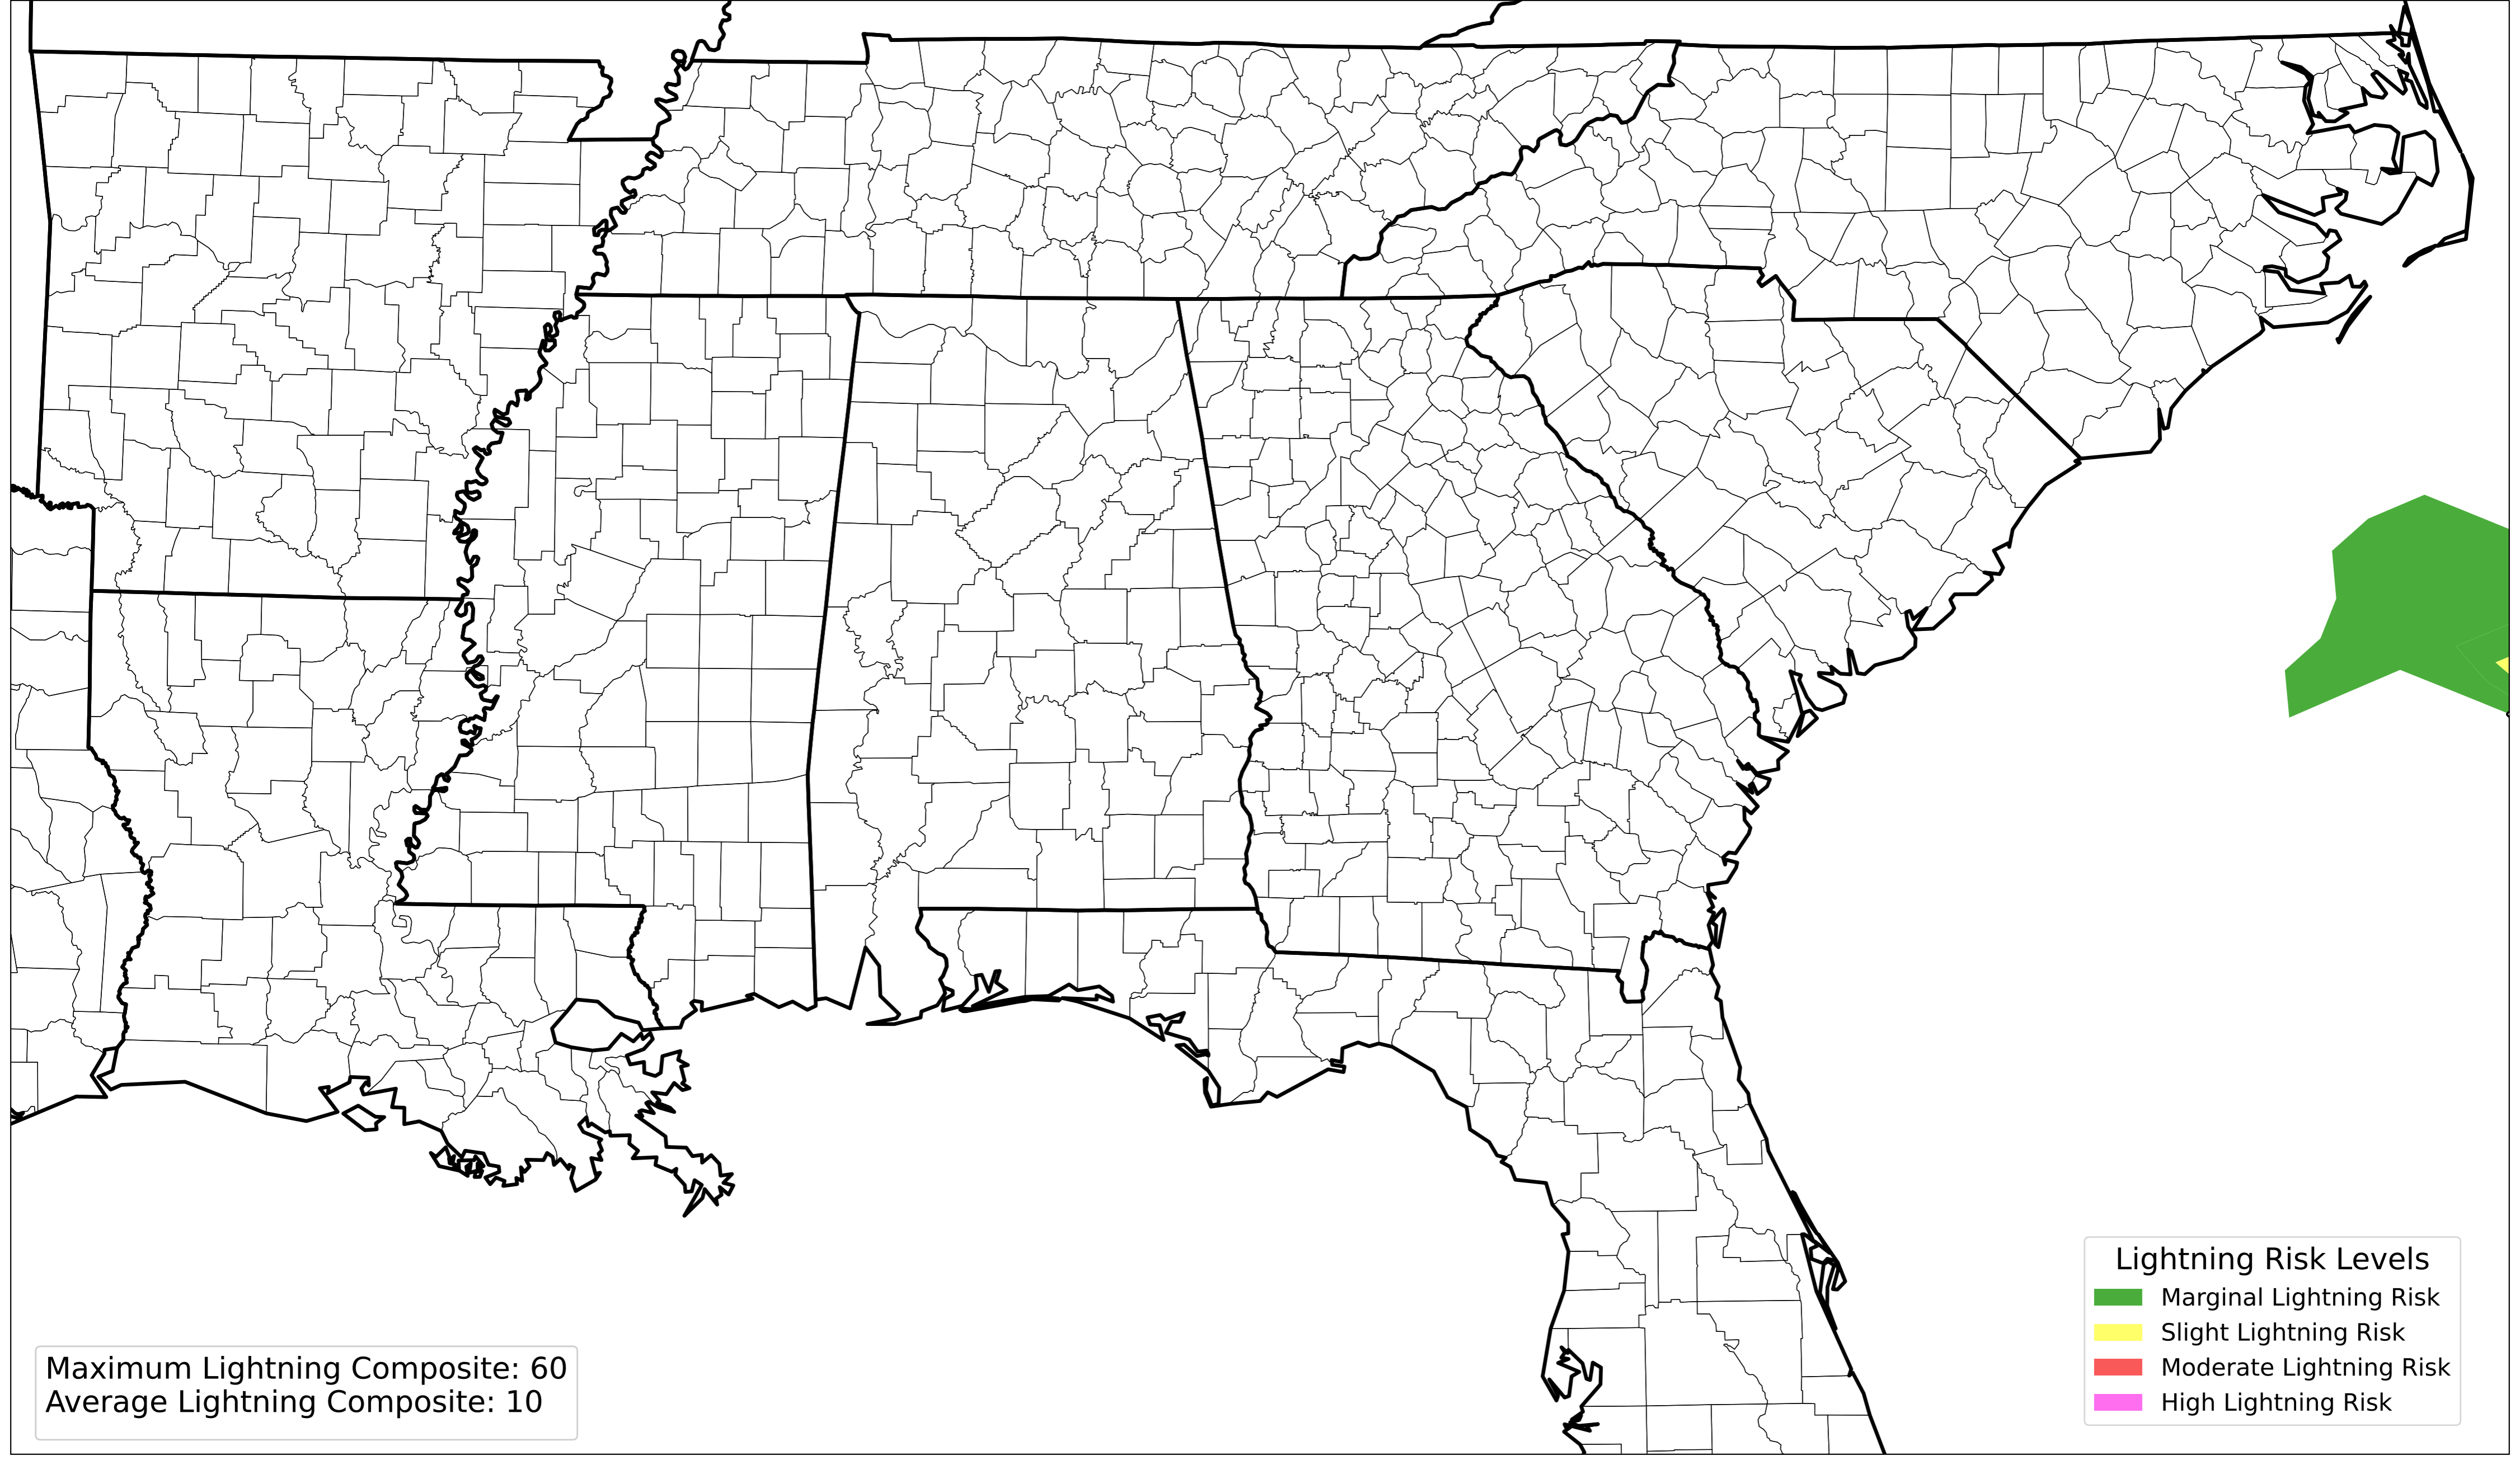 Maximum Lightning Composite: 60
Average Lightning Composite: 10
Lightning Risk Levels
Marginal Lightning Risk
Slight Lightning Risk
Moderate Lightning Risk
High Lightning Risk